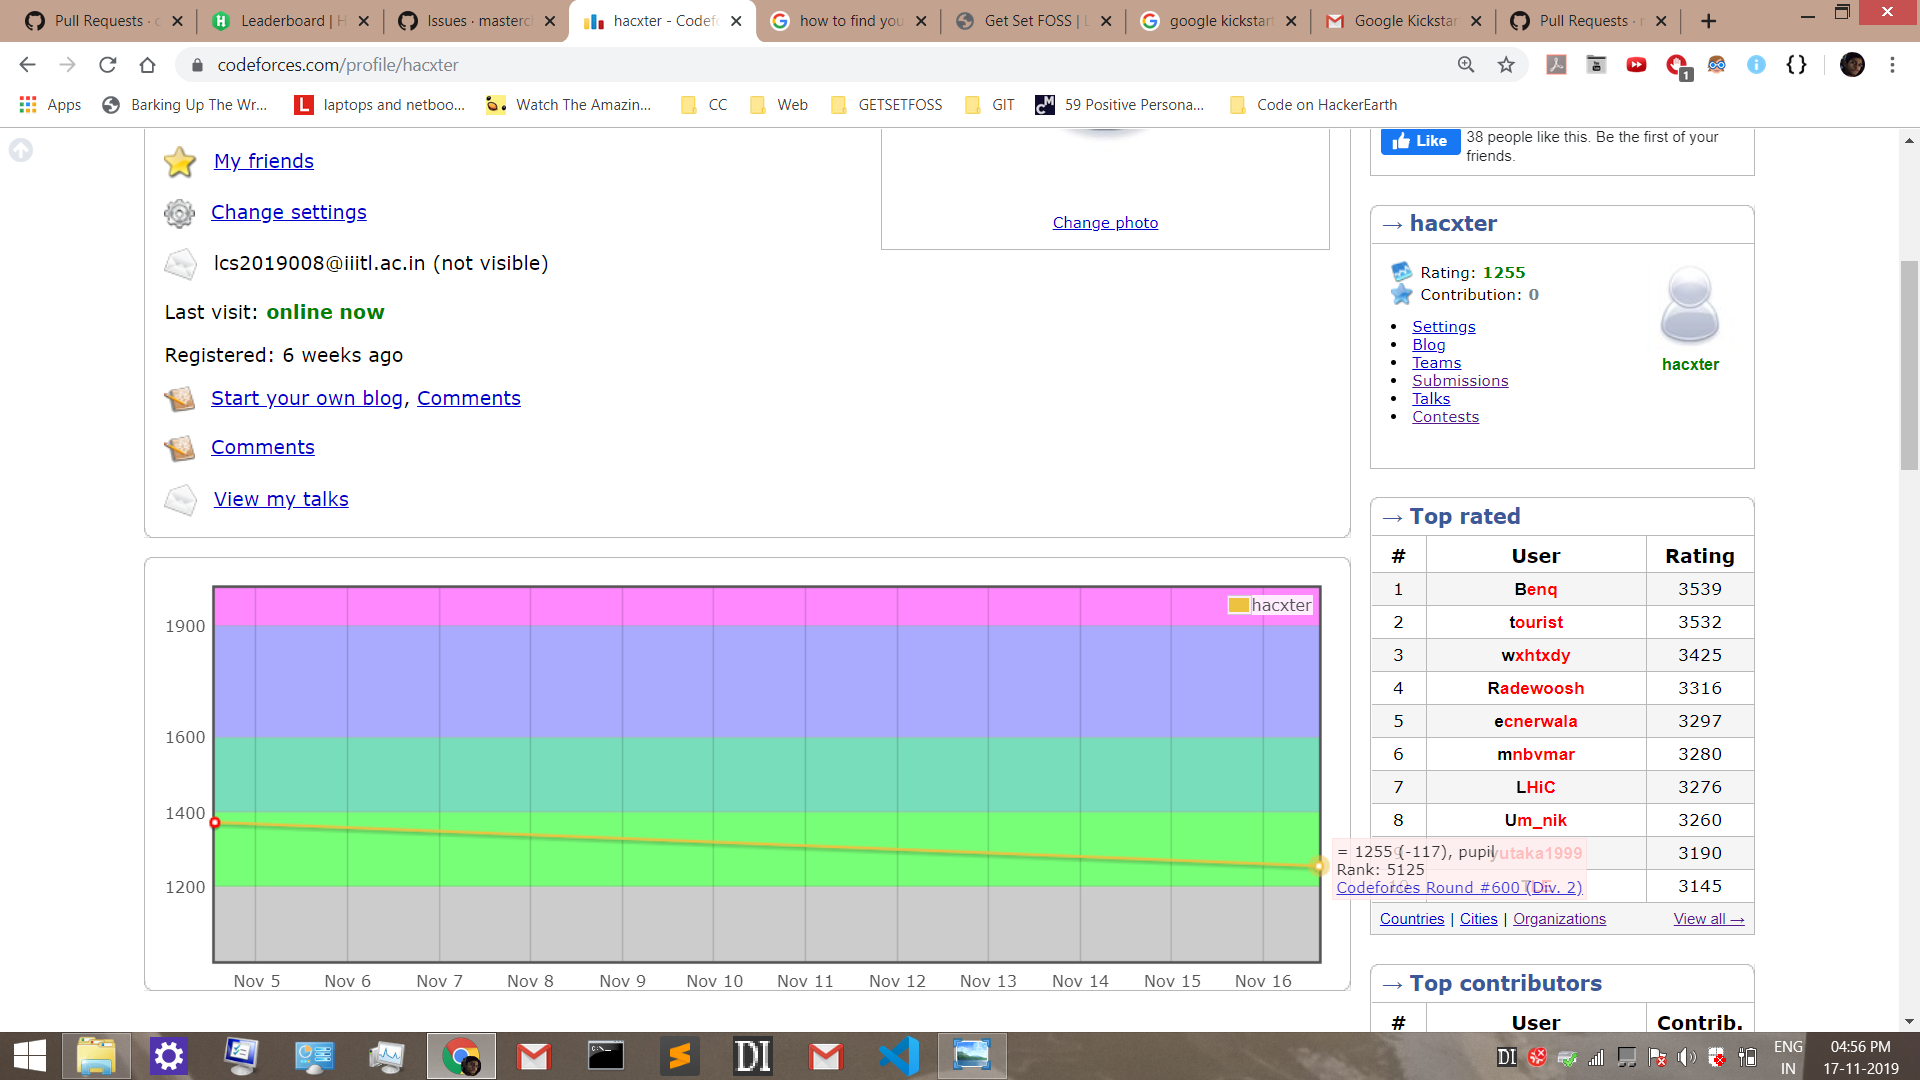 Pull Requests ·
Leaderboard | H
Issues · masterc
hacxter - Codef
how to find you
Get Set FOSS | L
google kickstart
Google Kickstar
Pull Requests ·
codeforces.com/profile/hacxter
1
Apps
Barking Up The Wr...
laptops and netboo...
Watch The Amazin...
CC
Web
GETSETFOSS
GIT
59 Positive Persona...
Code on HackerEarth
My friends
Change settings
lcs2019008@iiitl.ac.in (not visible)
Last visit: online now
Registered: 6 weeks ago
Start your own blog, Comments
Comments
View my talks
Change photo
Like
38 people like this. Be the first of your
friends.
→ hacxter
Rating: 1255
Contribution: 0
Settings
Blog
Teams
Submissions
Talks
Contests
hacxter
→ Top rated
# User Rating
1 Benq 3539
2 tourist 3532
3 wxhtxdy 3425
4 Radewoosh 3316
5 ecnerwala 3297
6 mnbvmar 3280
7 LHiC 3276
8 Um_nik 3260
9 yutaka1999 3190
10 TLE 3145
Countries | Cities | Organizations View all →
→ Top contributors
# User Contrib.
hacxter
1900
1600
1400
1200
= 1255 (-117), pupil
Rank: 5125
Codeforces Round #600 (Div. 2)
Nov 5 Nov 6 Nov 7 Nov 8 Nov 9 Nov 10 Nov 11 Nov 12 Nov 13 Nov 14 Nov 15 Nov 16
DI
DI
ENG
IN
04:56 PM
17-11-2019